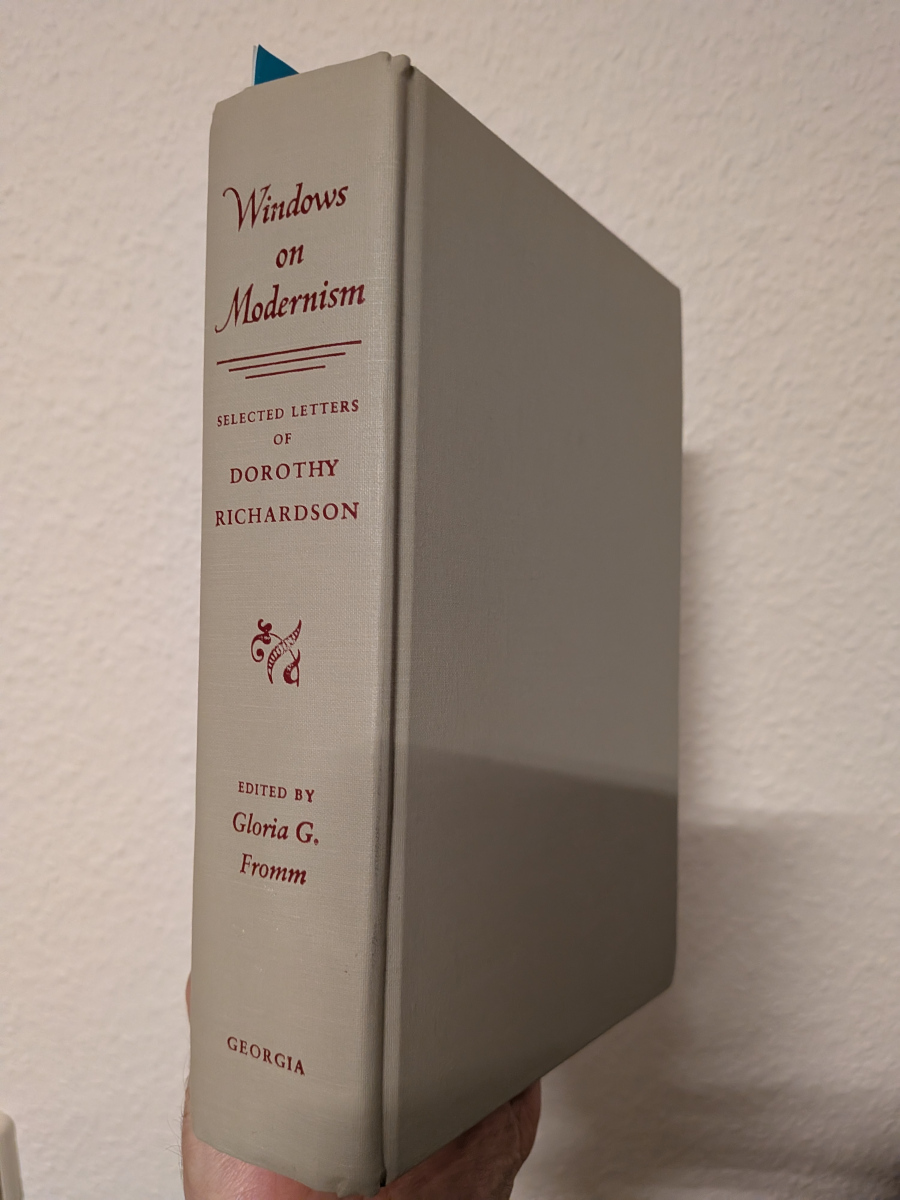 Windows
on
Modernism
SELECTED LETTERS
OF
DOROTHY
RICHARDSON
EDITED BY
Gloria G.
Fromm
GEORGIA